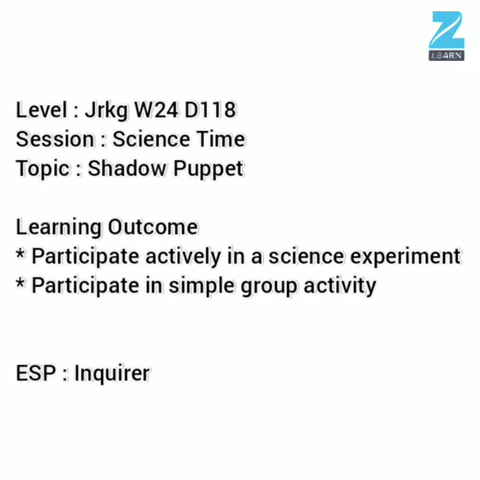 Z
LEARN
Level : Jrkg W24 D118
Session : Science Time
Topic : Shadow Puppet
Learning Outcome
* Participate actively in a science experiment
* Participate in simple group activity
ESP : Inquirer